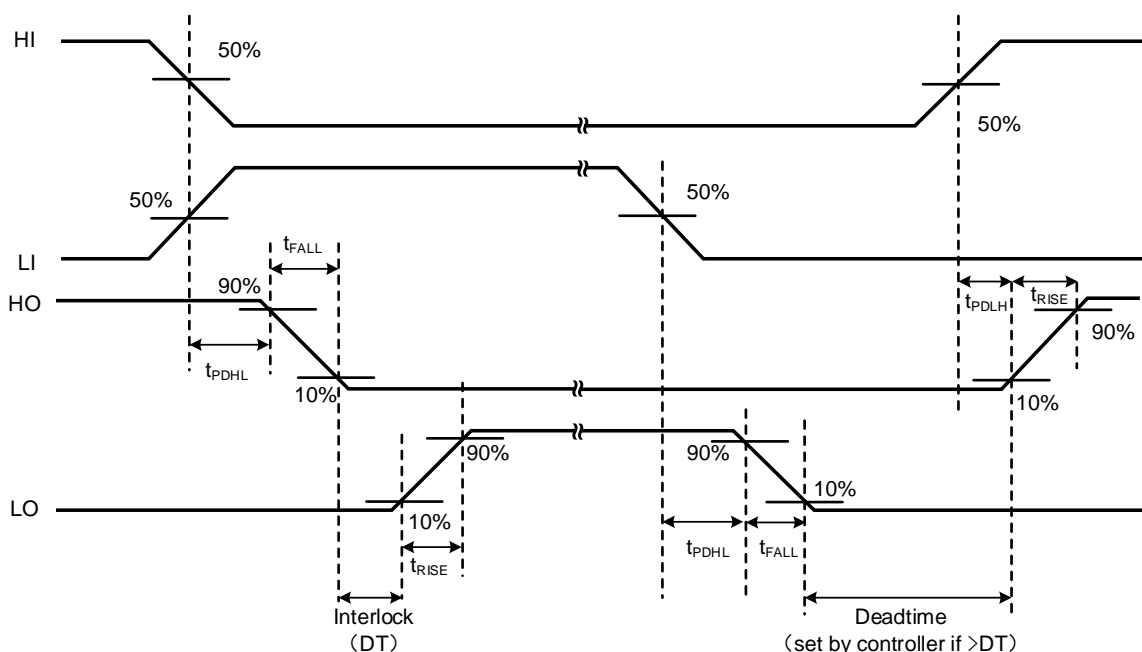 HI
50%
50%
50%
50%
LI
tFALL
90%
HO
tPDHL
10%
tPDLH
tRISE
90%
10%
90%
90%
10%
LO
10%
tRISE
tPDHL
tFALL
Interlock
（DT）
Deadtime
（set by controller if >DT）